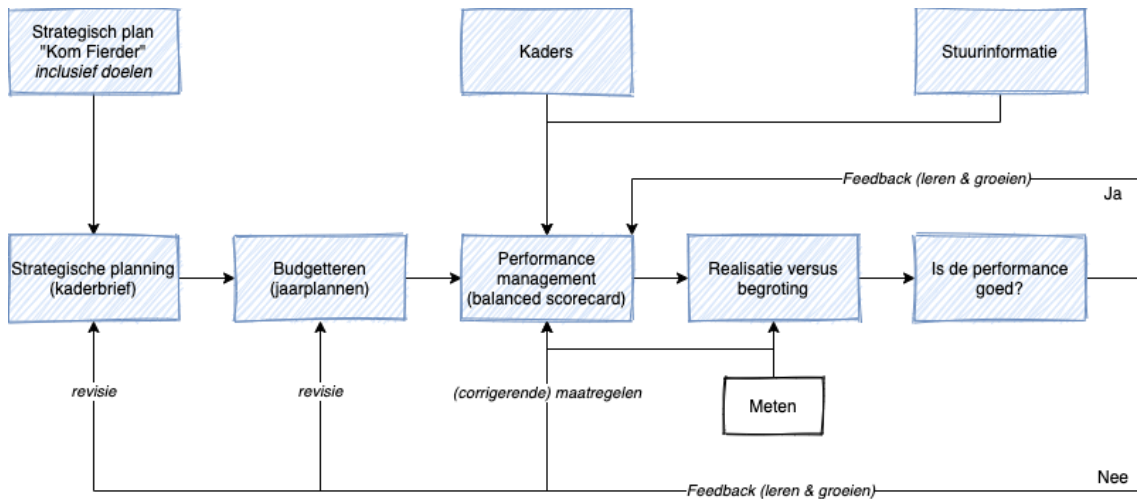 Strategisch plan
"Kom Fierder"
inclusief doelen
Kaders
Stuurinformatie
Feedback (leren & groeien)
Ja
Strategische planning
(kaderbrief)
Budgetteren
(jaarplannen)
Performance
management
(balanced scorecard)
Realisatie versus
begroting
Is de performance
goed?
revisie
revisie
(corrigerende) maatregelen
Meten
Nee
Feedback (leren & groeien)